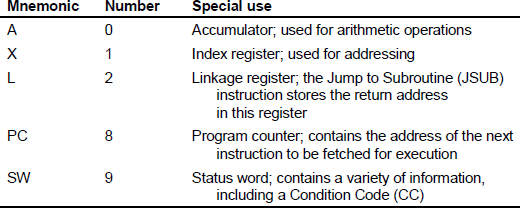 Mnemonic Number Special use
A 0 Accumulator; used for arithmetic operations
X 1 Index register; used for addressing
L 2 Linkage register; the Jump to Subroutine (JSUB)
instruction stores the return address
in this register
PC 8 Program counter; contains the address of the next
instruction to be fetched for execution
SW 9 Status word; contains a variety of information,
including a Condition Code (CC)